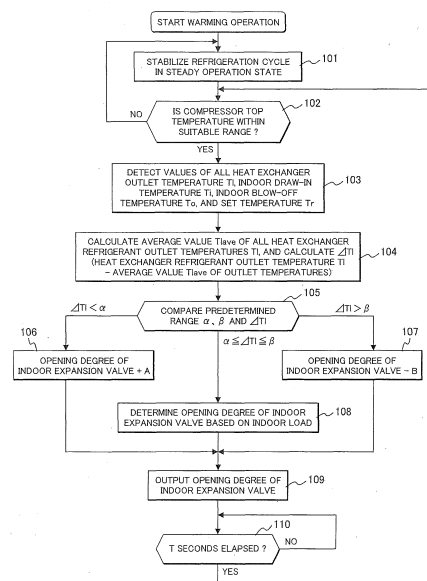 START WARMING OPERATION
STABILIZE REFRIGERATION CYCLE
IN STEADY OPERATION STATE
101
IS COMPRESSOR TOP
TEMPERATURE WITHIN
SUITABLE RANGE ?
102
NO
YES
DETECT VALUES OF ALL HEAT EXCHANGER
OUTLET TEMPERATURE Tl, INDOOR DRAW-IN
TEMPERATURE Ti, INDOOR BLOW-OFF
TEMPERATURE To, AND SET TEMPERATURE Tr
103
CALCULATE AVERAGE VALUE Tlave OF ALL HEAT EXCHANGER
REFRIGERANT OUTLET TEMPERATURES Tl, AND CALCULATE ⊿Tl
(HEAT EXCHANGER REFRIGERANT OUTLET TEMPERATURE Tl
− AVERAGE VALUE Tlave OF OUTLET TEMPERATURES)
104
105
COMPARE PREDETERMINED
RANGE α, β AND ⊿Tl
⊿Tl < α
⊿Tl > β
α ≦ ⊿Tl ≦ β
106
OPENING DEGREE OF
INDOOR EXPANSION VALVE + A
107
OPENING DEGREE OF
INDOOR EXPANSION VALVE − B
DETERMINE OPENING DEGREE OF INDOOR
EXPANSION VALVE BASED ON INDOOR LOAD
108
OUTPUT OPENING DEGREE OF
INDOOR EXPANSION VALVE
109
110
T SECONDS ELAPSED ?
NO
YES